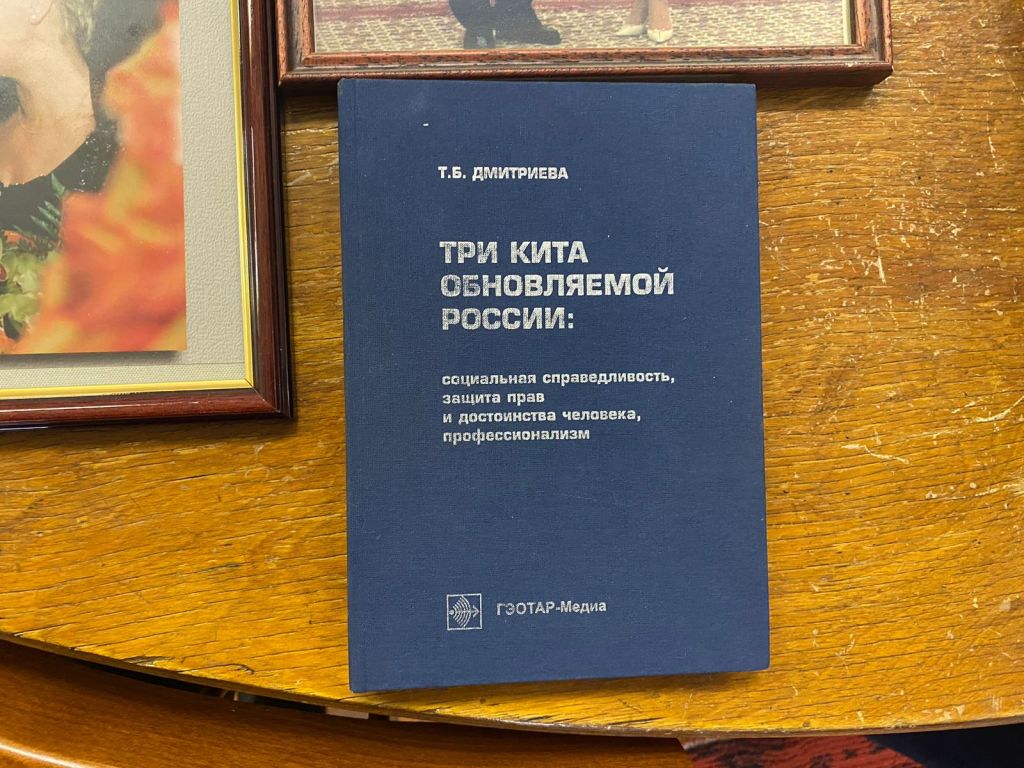 Т.Б. ДМИТРИЕВА
ТРИ КИТА
ОБНОВЛЯЕМОЙ
РОССИИ:
социальная справедливость,
защита прав
и достоинства человека,
профессионализм
ГЭОТАР-Медиа